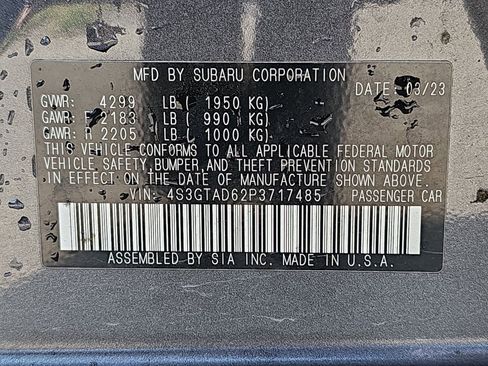 MFD BY SUBARU CORPORATION DATE: 03/23
GVWR: 4299 LB ( 1950 KG)
GAWR: F 2183 LB ( 990 KG)
GAWR: R 2205 LB ( 1000 KG)
THIS VEHICLE CONFORMS TO ALL APPLICABLE FEDERAL MOTOR
VEHICLE SAFETY, BUMPER, AND THEFT PREVENTION STANDARDS
IN EFFECT ON THE DATE OF MANUFACTURE SHOWN ABOVE.
VIN: 4S3GTAD62P3717485 PASSENGER CAR
ASSEMBLED BY SIA INC. MADE IN U.S.A.